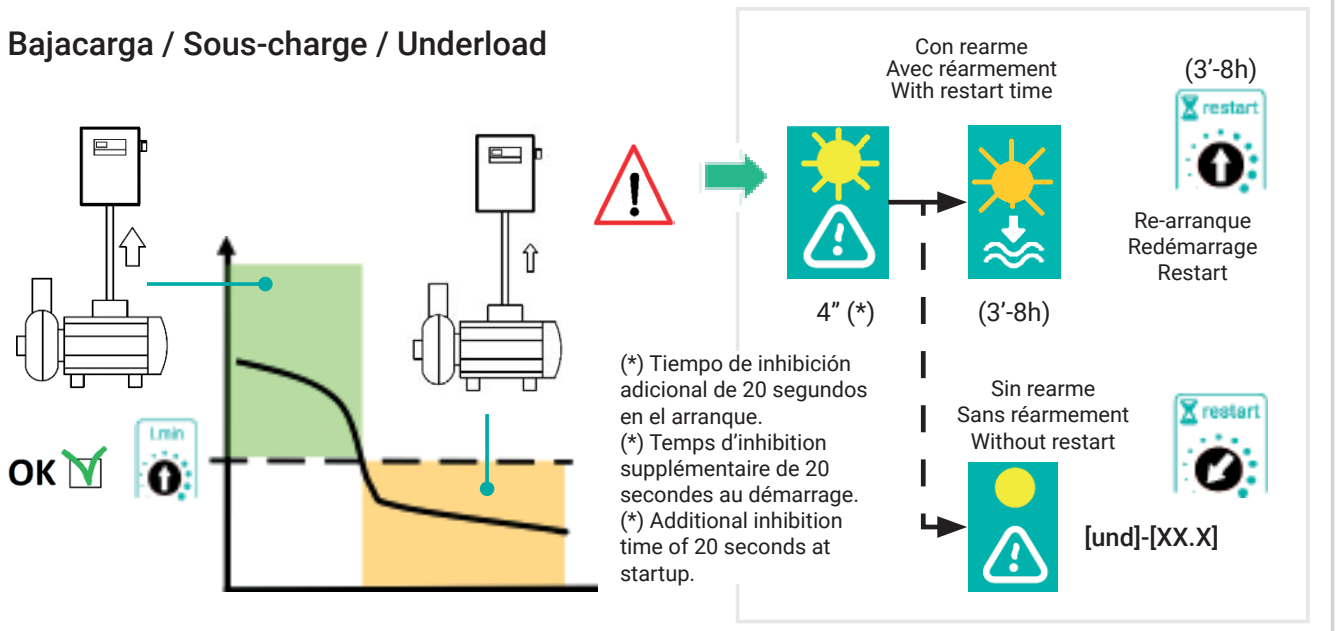 Bajacarga / Sous-charge / Underload
Con rearme
Avec réarmement
With restart time
(3’-8h)
restart
Re-arranque
Redémarrage
Restart
4” (*)
(3’-8h)
(*) Tiempo de inhibición
adicional de 20 segundos
en el arranque.
(*) Temps d’inhibition
supplémentaire de 20
secondes au démarrage.
(*) Additional inhibition
time of 20 seconds at
startup.
Sin rearme
Sans réarmement
Without restart
restart
[und]-[XX.X]
I.min
OK